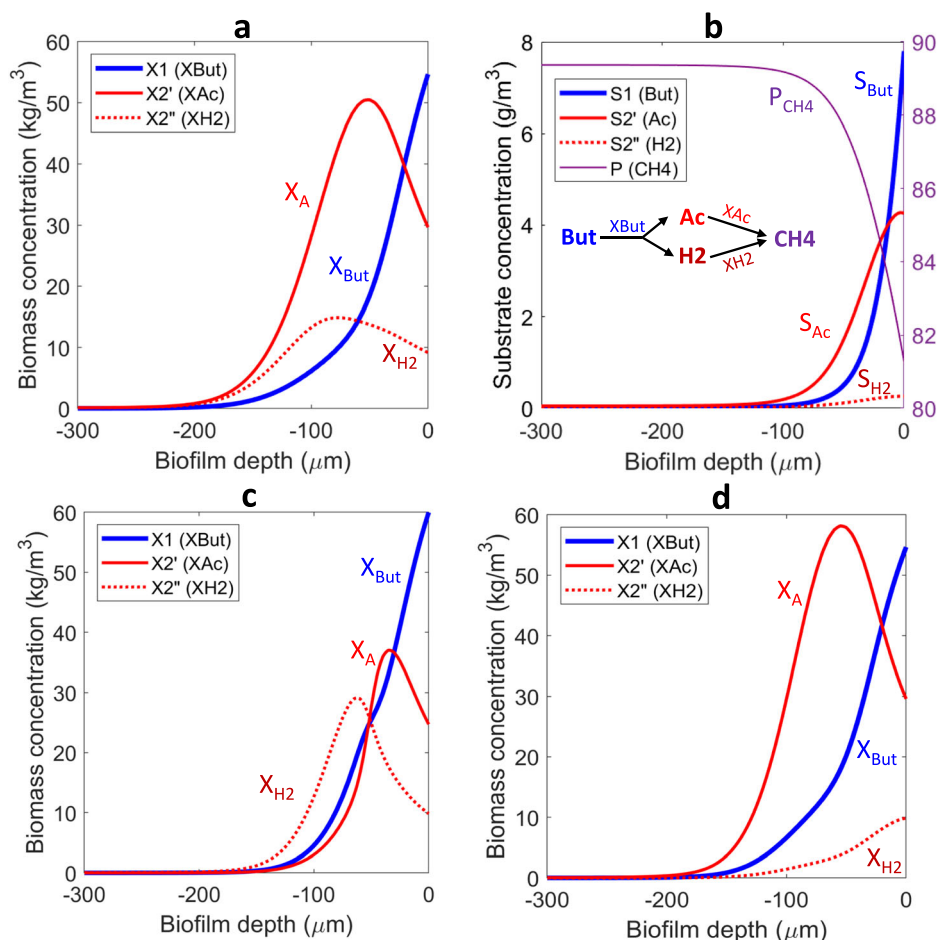 a
60
50
40
30
20
10
0
Biomass concentration (kg/m3)
X1 (XBut)
X2' (XAc)
X2" (XH2)
XA
XBut
XH2
-300 -200 -100 0
Biofilm depth (μm)
b
8
6
4
2
0
Substrate concentration (g/m3)
S1 (But)
S2' (Ac)
S2" (H2)
P (CH4)
PCH4
SBut
But XBut Ac XAc CH4
H2 XH2
SAc
SH2
90
88
86
84
82
80
-300 -200 -100 0
Biofilm depth (μm)
c
60
50
40
30
20
10
0
Biomass concentration (kg/m3)
X1 (XBut)
X2' (XAc)
X2" (XH2)
XBut
XA
XH2
-300 -200 -100 0
Biofilm depth (μm)
d
60
50
40
30
20
10
0
Biomass concentration (kg/m3)
X1 (XBut)
X2' (XAc)
X2" (XH2)
XA
XBut
XH2
-300 -200 -100 0
Biofilm depth (μm)